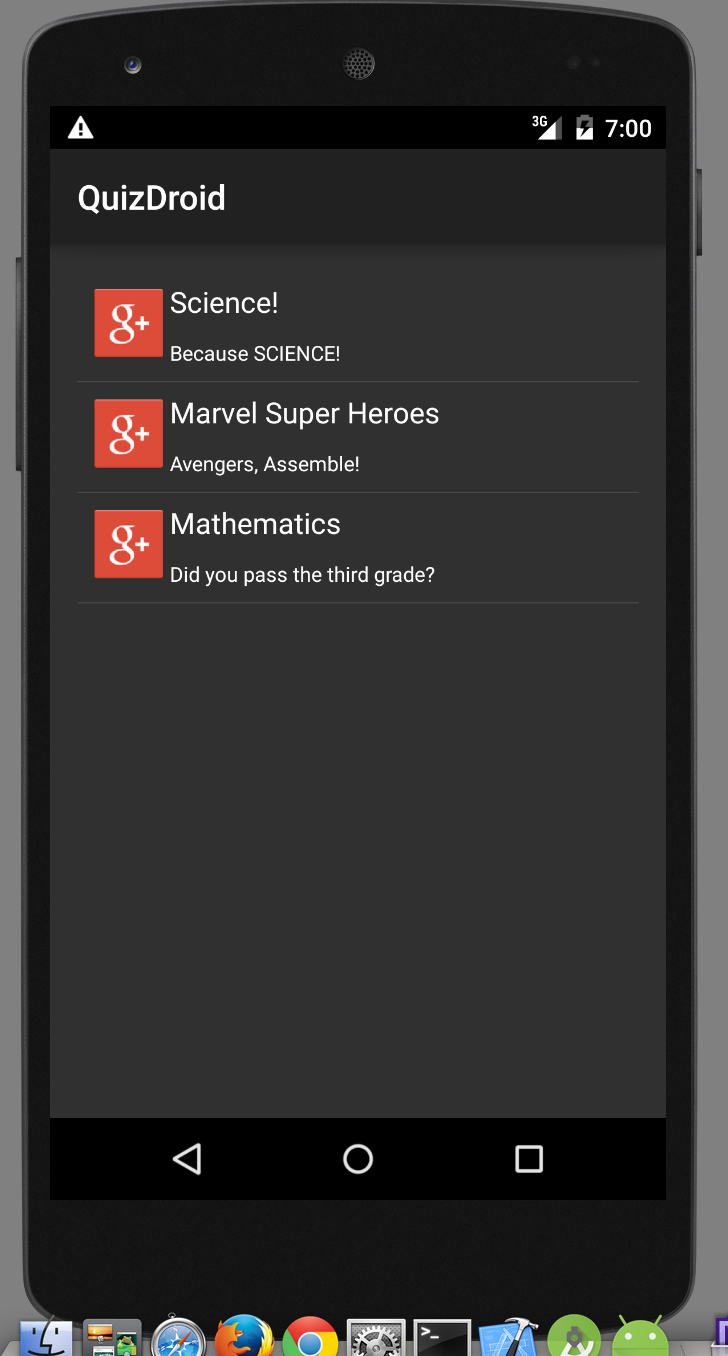 3G 7:00
QuizDroid
g+ Science!
Because SCIENCE!
g+ Marvel Super Heroes
Avengers, Assemble!
g+ Mathematics
Did you pass the third grade?
>_